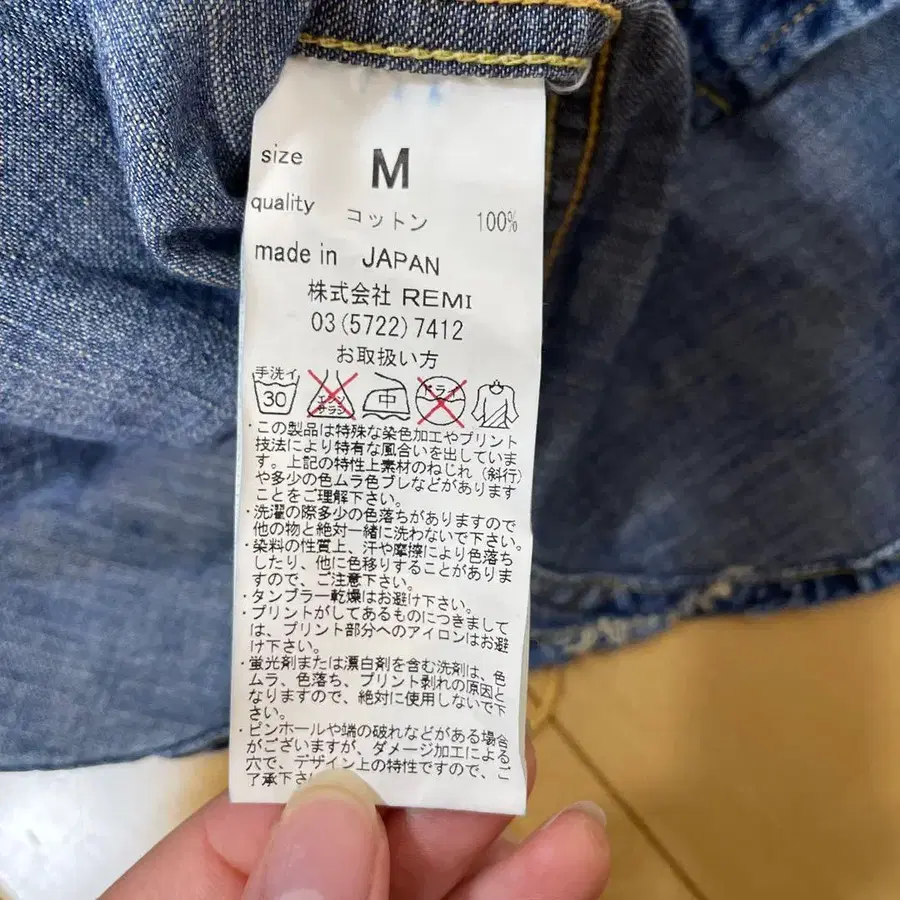 size M
quality コットン 100%
made in JAPAN
株式会社 REMI
03(5722)7412
お取扱い方
手洗イ 30 エンソサラシ 中 ドライ
・この製品は特殊な染色加工やプリント
技法により特有な風合いを出していま
す。上記の特性上素材のねじれ（斜行）
や多少の色ムラ色ブレなどがあります
ことをご理解下さい。
・洗濯の際多少の色落ちがありますので
他の物と絶対一緒に洗わないで下さい。
・染料の性質上、汗や摩擦により色落ち
したり、他に色移りすることがありま
すので、ご注意下さい。
・タンブラー乾燥はお避け下さい。
・プリントがしてあるものにつきまして
は、プリント部分へのアイロンはお避
け下さい。
・蛍光剤または漂白剤を含む洗剤は、色
ムラ、色落ち、プリント剥れの原因と
なりますので、絶対に使用しないで下
さい。
・ピンホールや端の破れなどがある場合
がございますが、ダメージ加工による
穴で、デザイン上の特性ですので、ご
了承下さ